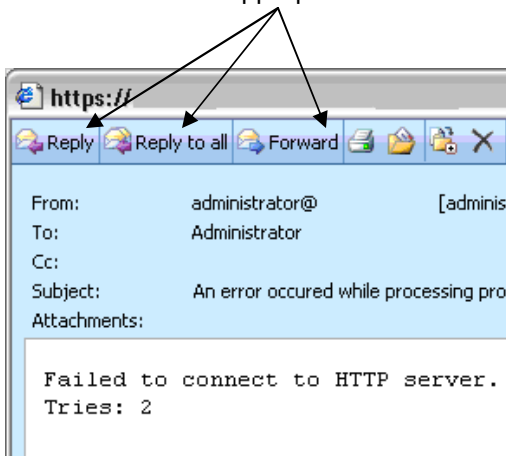 https://
Reply Reply to all Forward
From: administrator@ [adminis
To: Administrator
Cc:
Subject: An error occured while processing pro
Attachments:
Failed to connect to HTTP server.
Tries: 2